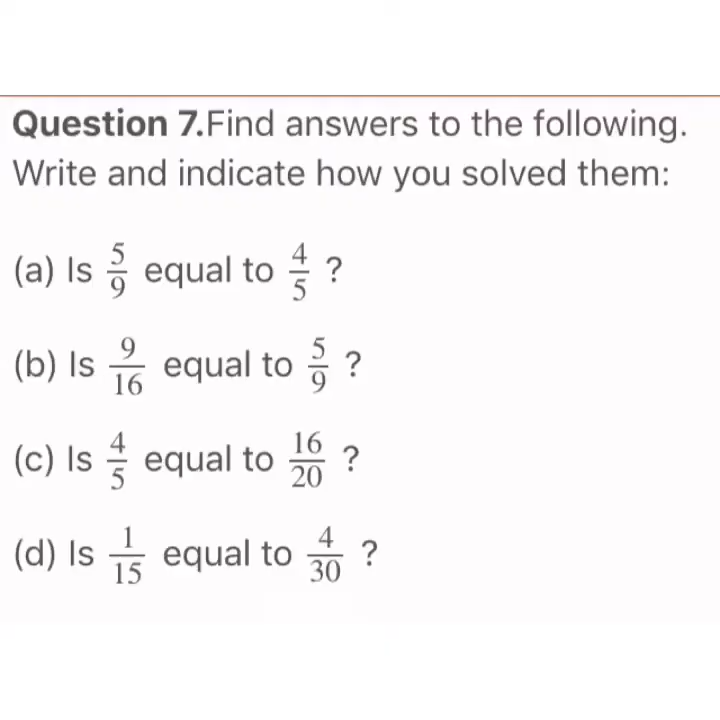 Question 7.Find answers to the following.
Write and indicate how you solved them:
(a) Is 5/9 equal to 4/5 ?
(b) Is 9/16 equal to 5/9 ?
(c) Is 4/5 equal to 16/20 ?
(d) Is 1/15 equal to 4/30 ?